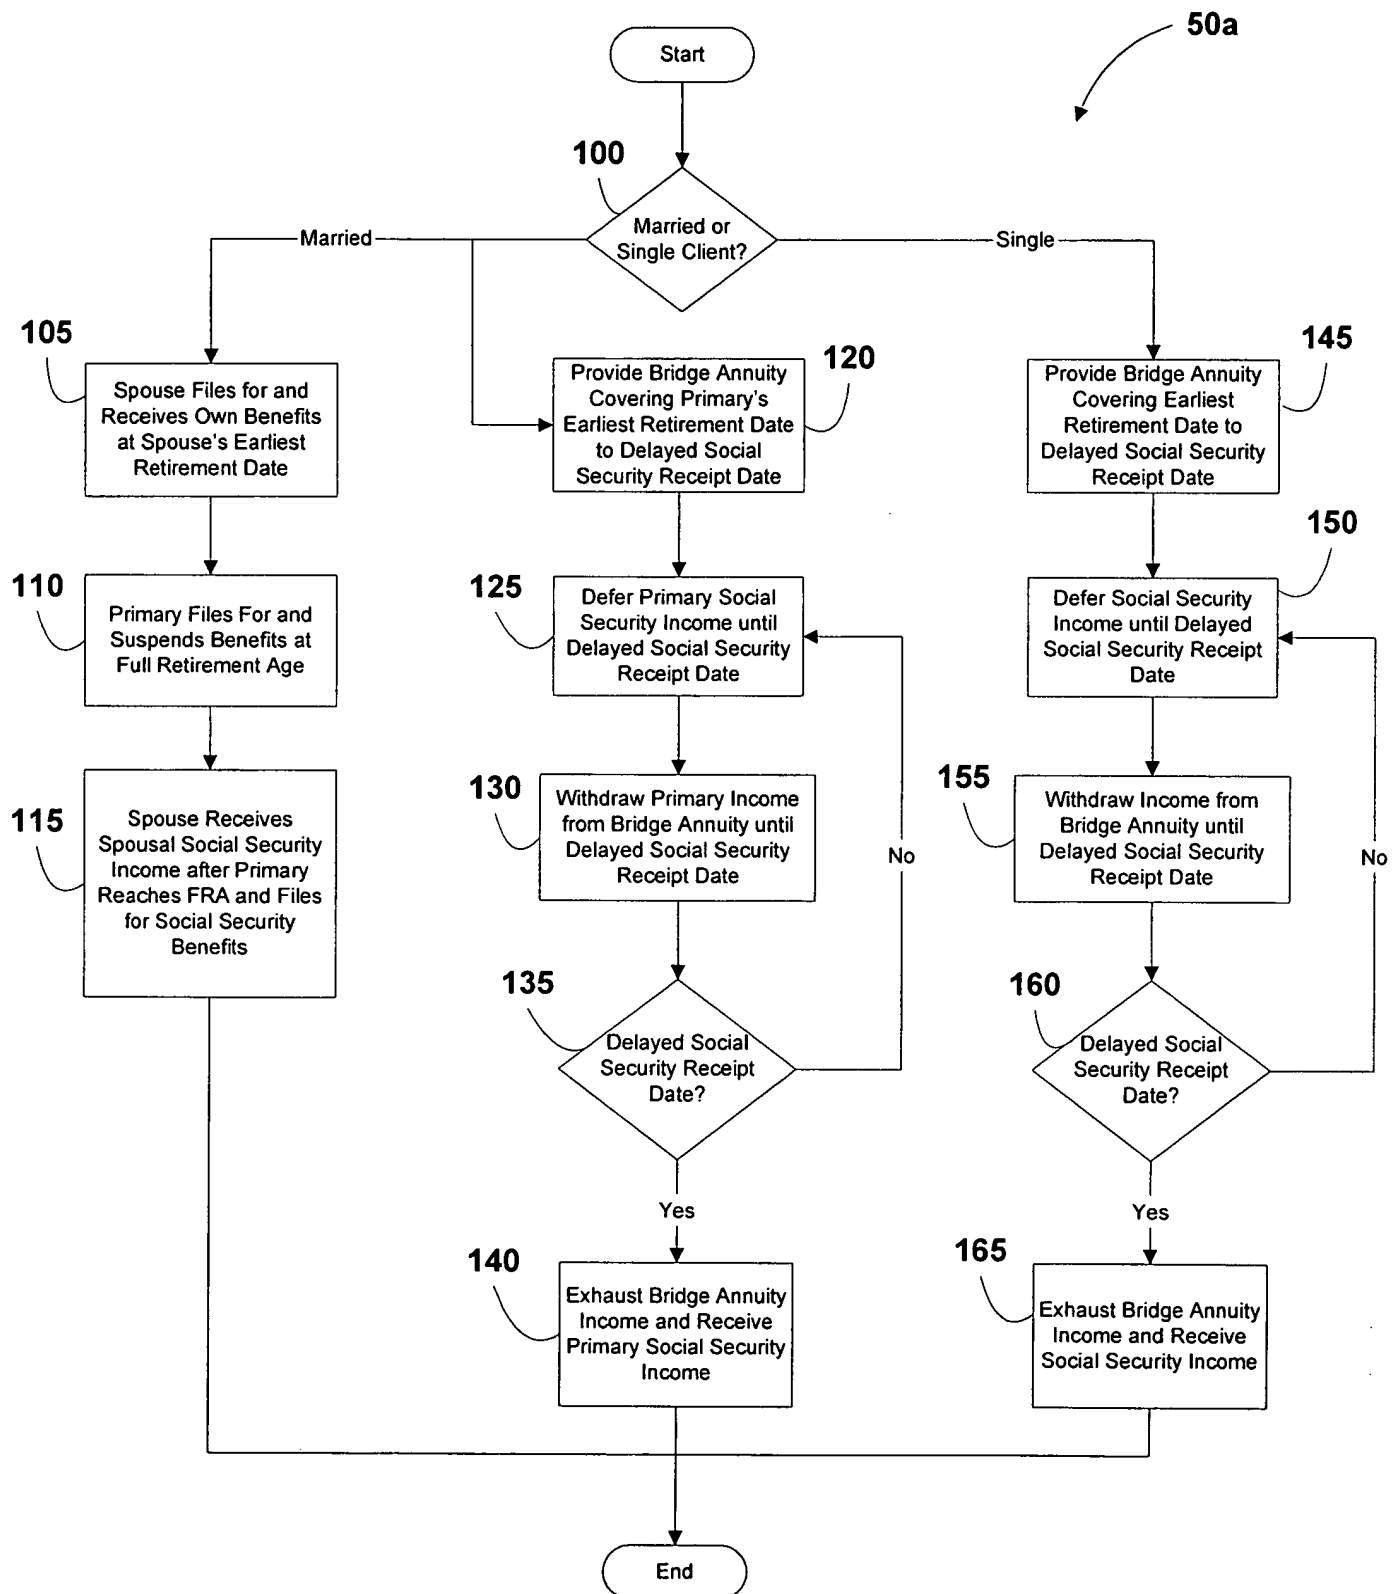 50a
Start
100
Married or
Single Client?
Married
Single
105
Spouse Files for and
Receives Own Benefits
at Spouse's Earliest
Retirement Date
120
Provide Bridge Annuity
Covering Primary's
Earliest Retirement Date
to Delayed Social
Security Receipt Date
145
Provide Bridge Annuity
Covering Earliest
Retirement Date to
Delayed Social Security
Receipt Date
110
Primary Files For and
Suspends Benefits at
Full Retirement Age
125
Defer Primary Social
Security Income until
Delayed Social Security
Receipt Date
150
Defer Social Security
Income until Delayed
Social Security Receipt
Date
115
Spouse Receives
Spousal Social Security
Income after Primary
Reaches FRA and Files
for Social Security
Benefits
130
Withdraw Primary Income
from Bridge Annuity until
Delayed Social Security
Receipt Date
No
155
Withdraw Income from
Bridge Annuity until
Delayed Social Security
Receipt Date
No
135
Delayed Social
Security Receipt
Date?
160
Delayed Social
Security Receipt
Date?
Yes
Yes
140
Exhaust Bridge Annuity
Income and Receive
Primary Social Security
Income
165
Exhaust Bridge Annuity
Income and Receive
Social Security Income
End